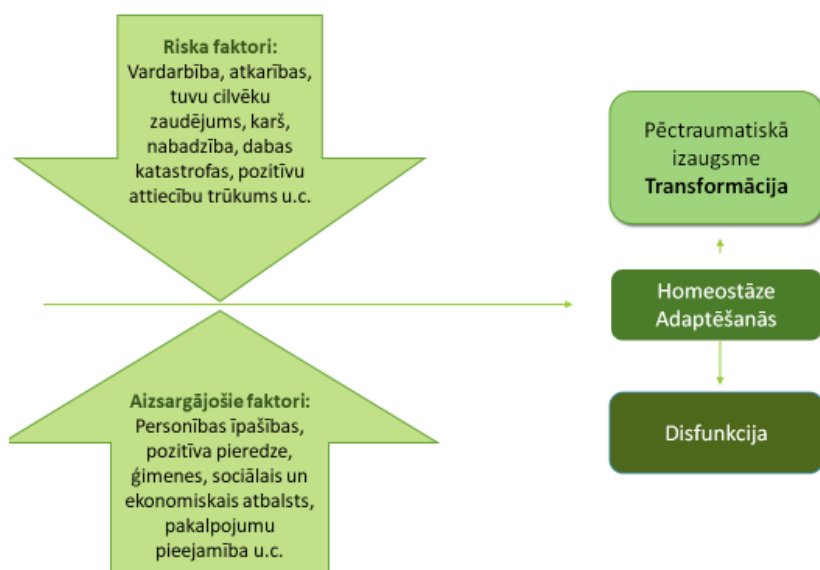 Riska faktori:
Vardarbība, atkarības,
tuvu cilvēku
zaudējums, karš,
nabadzība, dabas
katastrofas, pozitīvu
attiecību trūkums u.c.
Aizsargājošie faktori:
Personības īpašības,
pozitīva pieredze,
ģimenes, sociālais un
ekonomiskais atbalsts,
pakalpojumu
pieejamība u.c.
Pēctraumatiskā
izaugsme
Transformācija
Homeostāze
Adaptēšanās
Disfunkcija